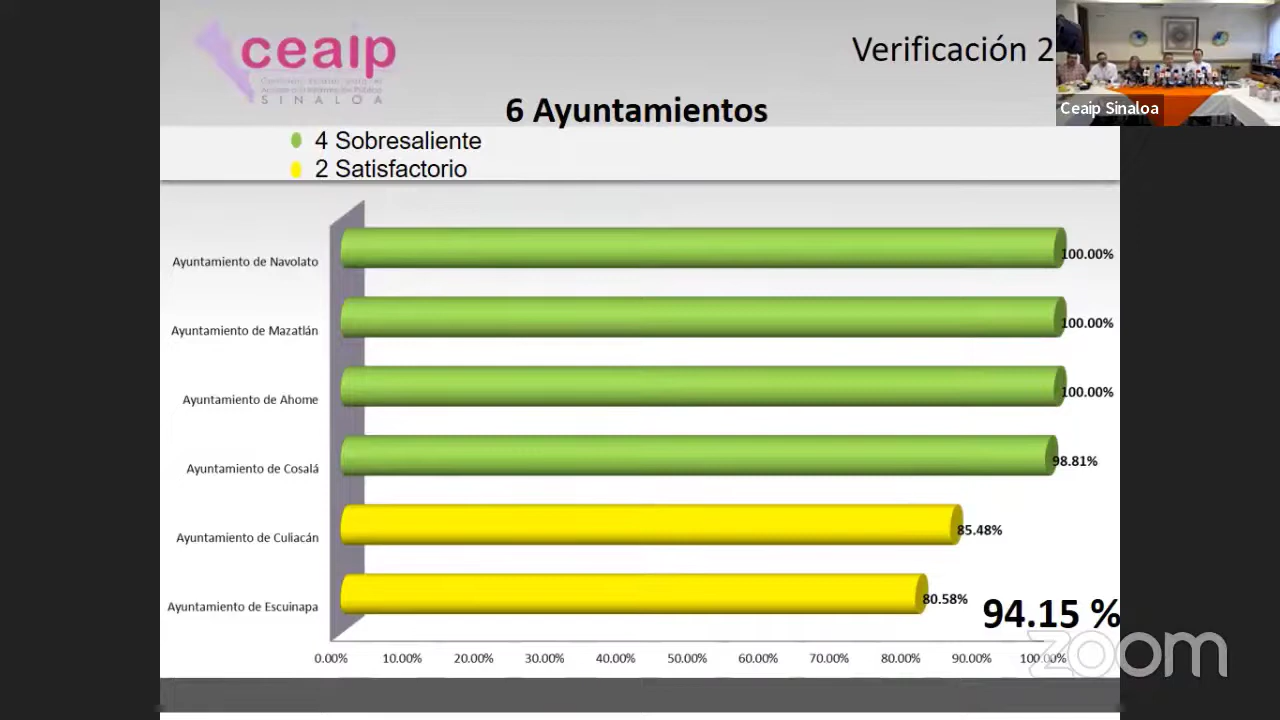 ceaip
SINALOA
Verificación 2
Ceaip Sinaloa
6 Ayuntamientos
4 Sobresaliente
2 Satisfactorio
Ayuntamiento de Navolato 100.00%
Ayuntamiento de Mazatlán 100.00%
Ayuntamiento de Ahome 100.00%
Ayuntamiento de Cosalá 98.81%
Ayuntamiento de Culiacán 85.48%
Ayuntamiento de Escuinapa 80.58%
94.15 %
0.00% 10.00% 20.00% 30.00% 40.00% 50.00% 60.00% 70.00% 80.00% 90.00% 100.00%
zoom